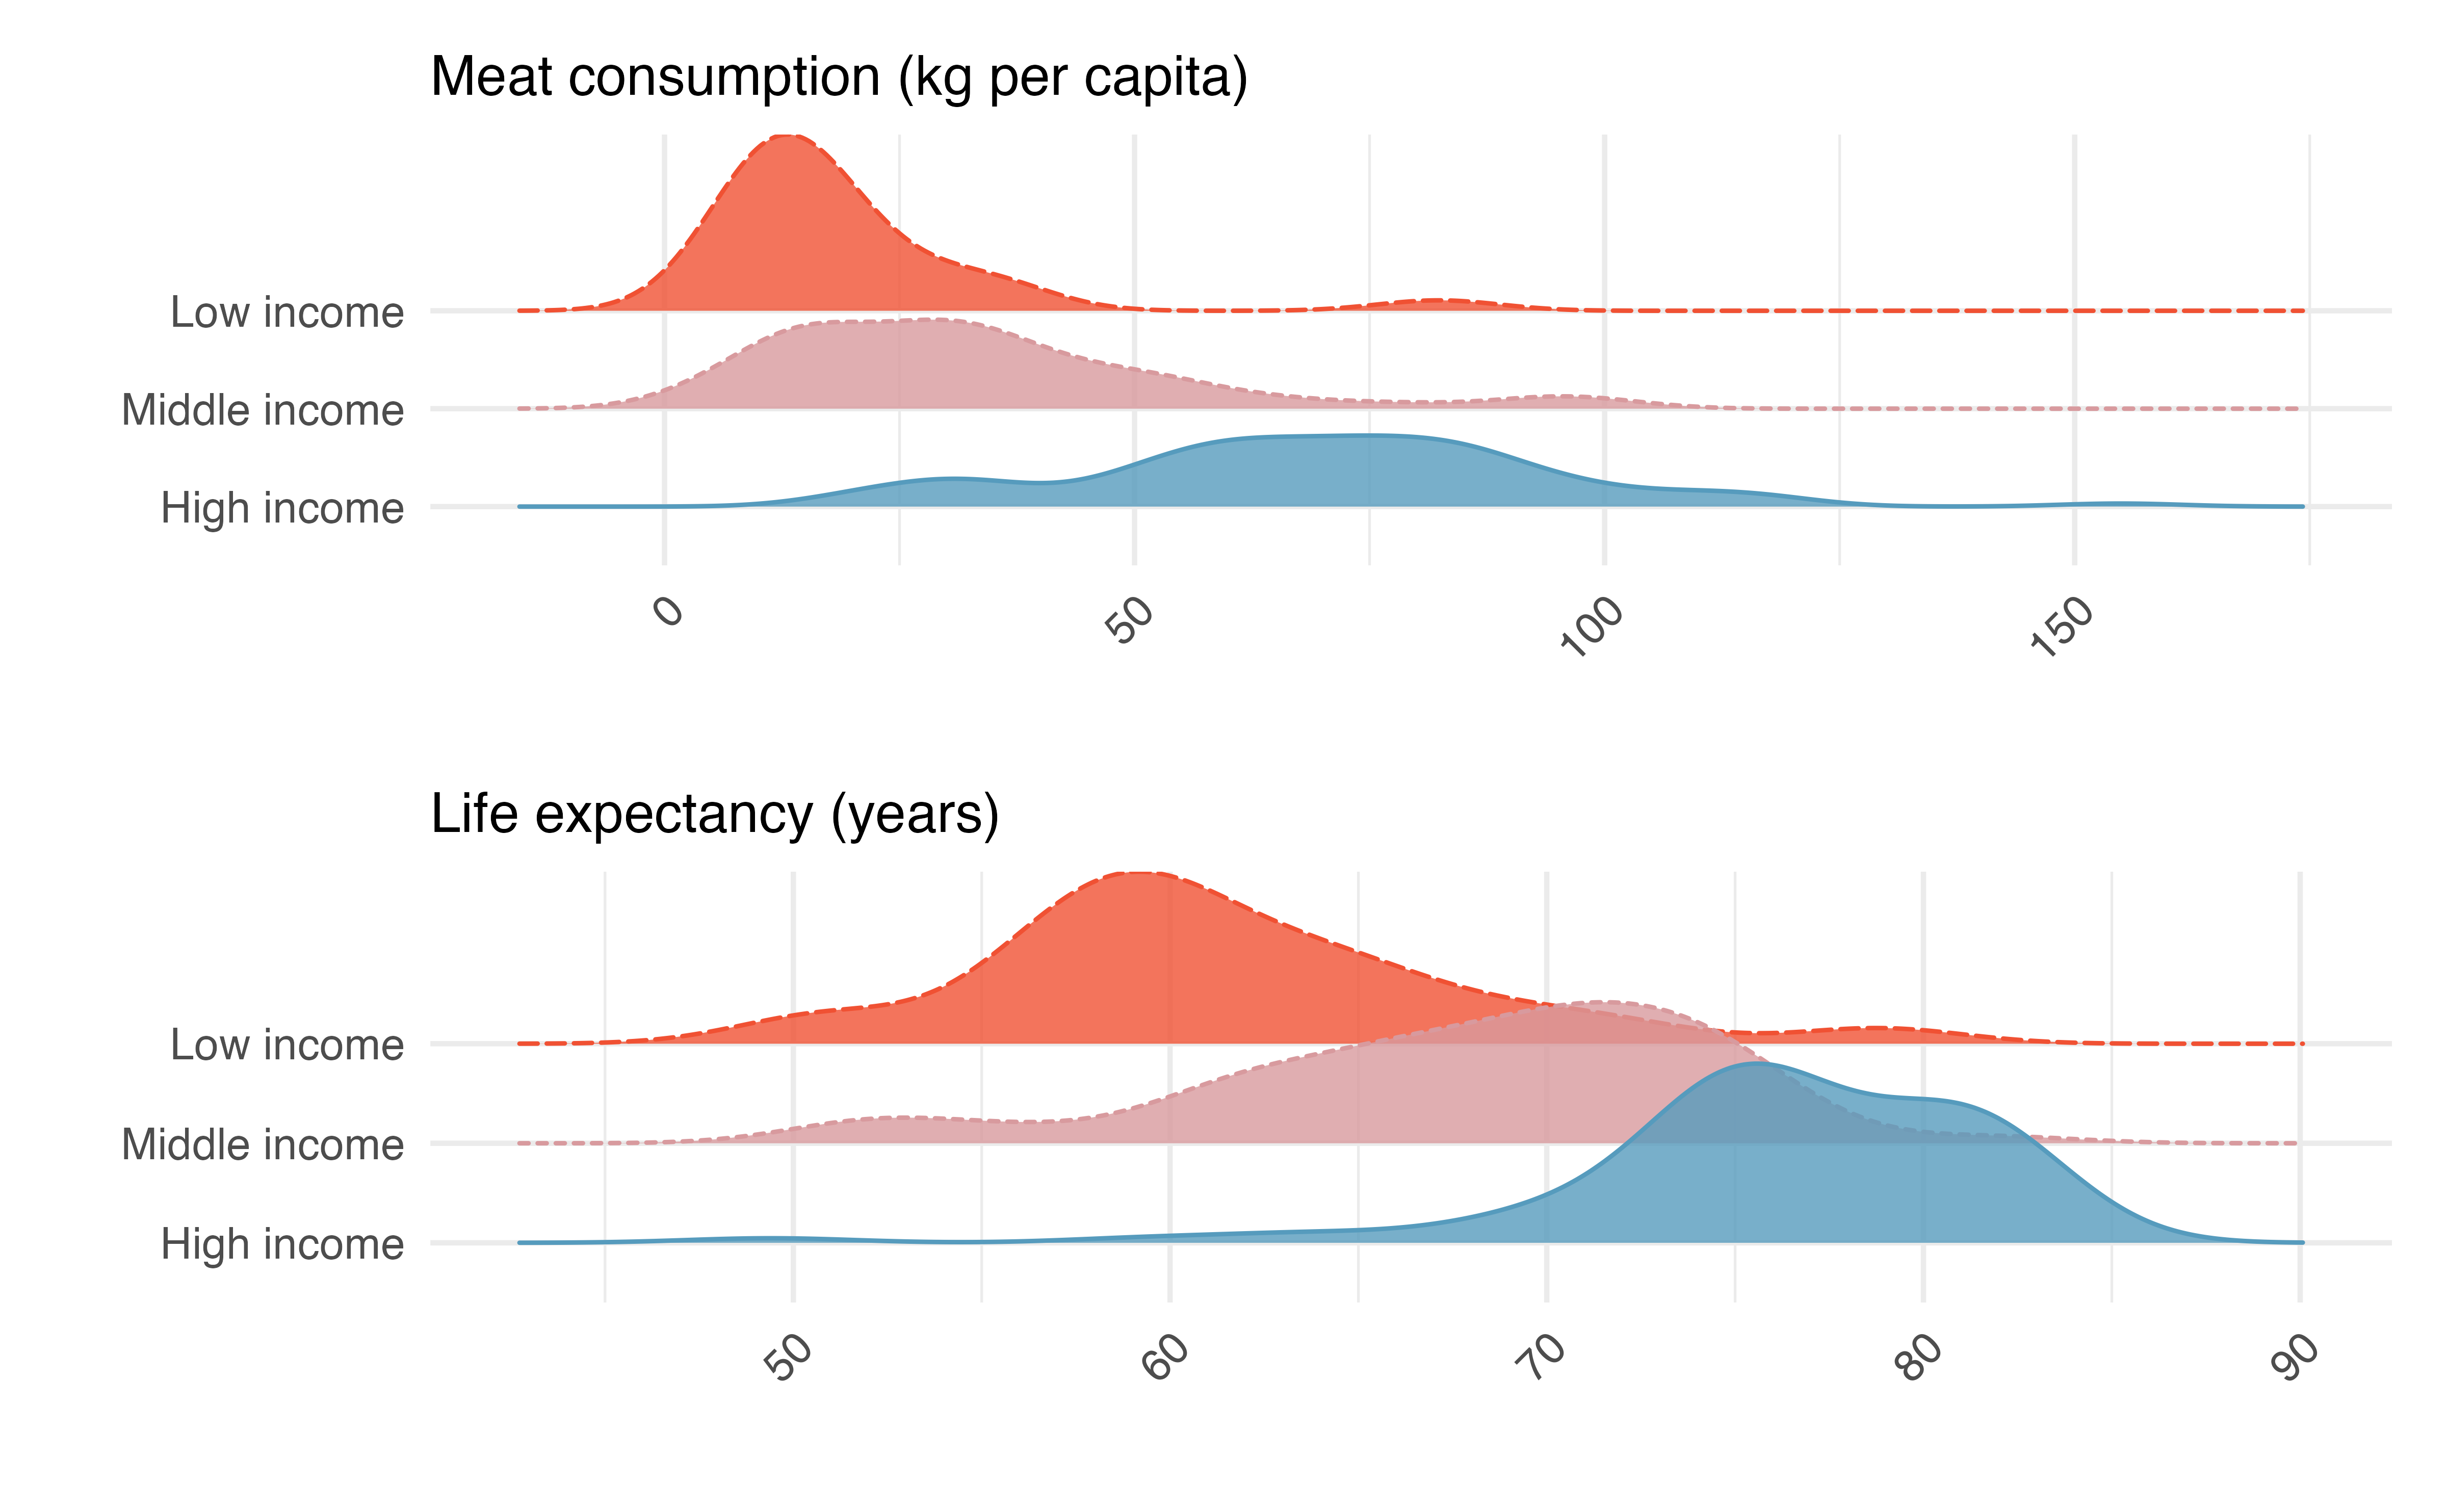 Meat consumption (kg per capita)
Low income
Middle income
High income
0 50 100 150
Life expectancy (years)
Low income
Middle income
High income
50 60 70 80 90